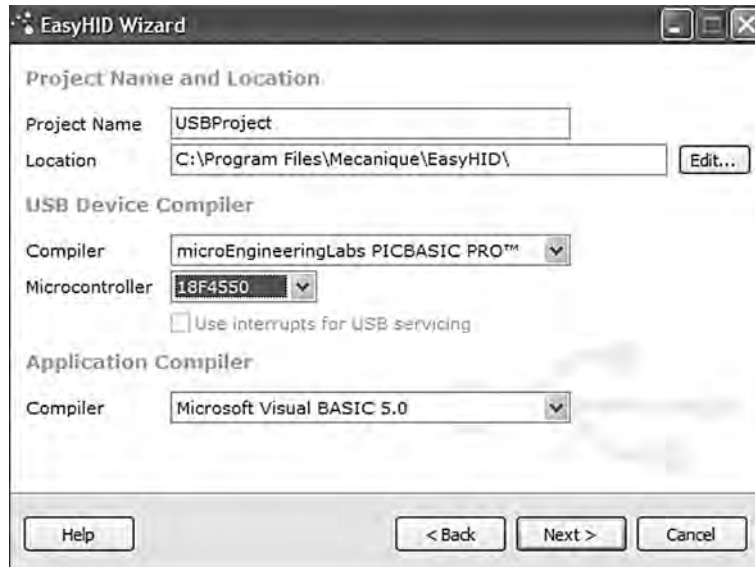 EasyHID Wizard
Project Name and Location
Project Name USBProject
Location C:\Program Files\Mecanique\EasyHID\ Edit...
USB Device Compiler
Compiler microEngineeringLabs PICBASIC PRO™
Microcontroller 18F4550
Use interrupts for USB servicing
Application Compiler
Compiler Microsoft Visual BASIC 5.0
Help < Back Next > Cancel